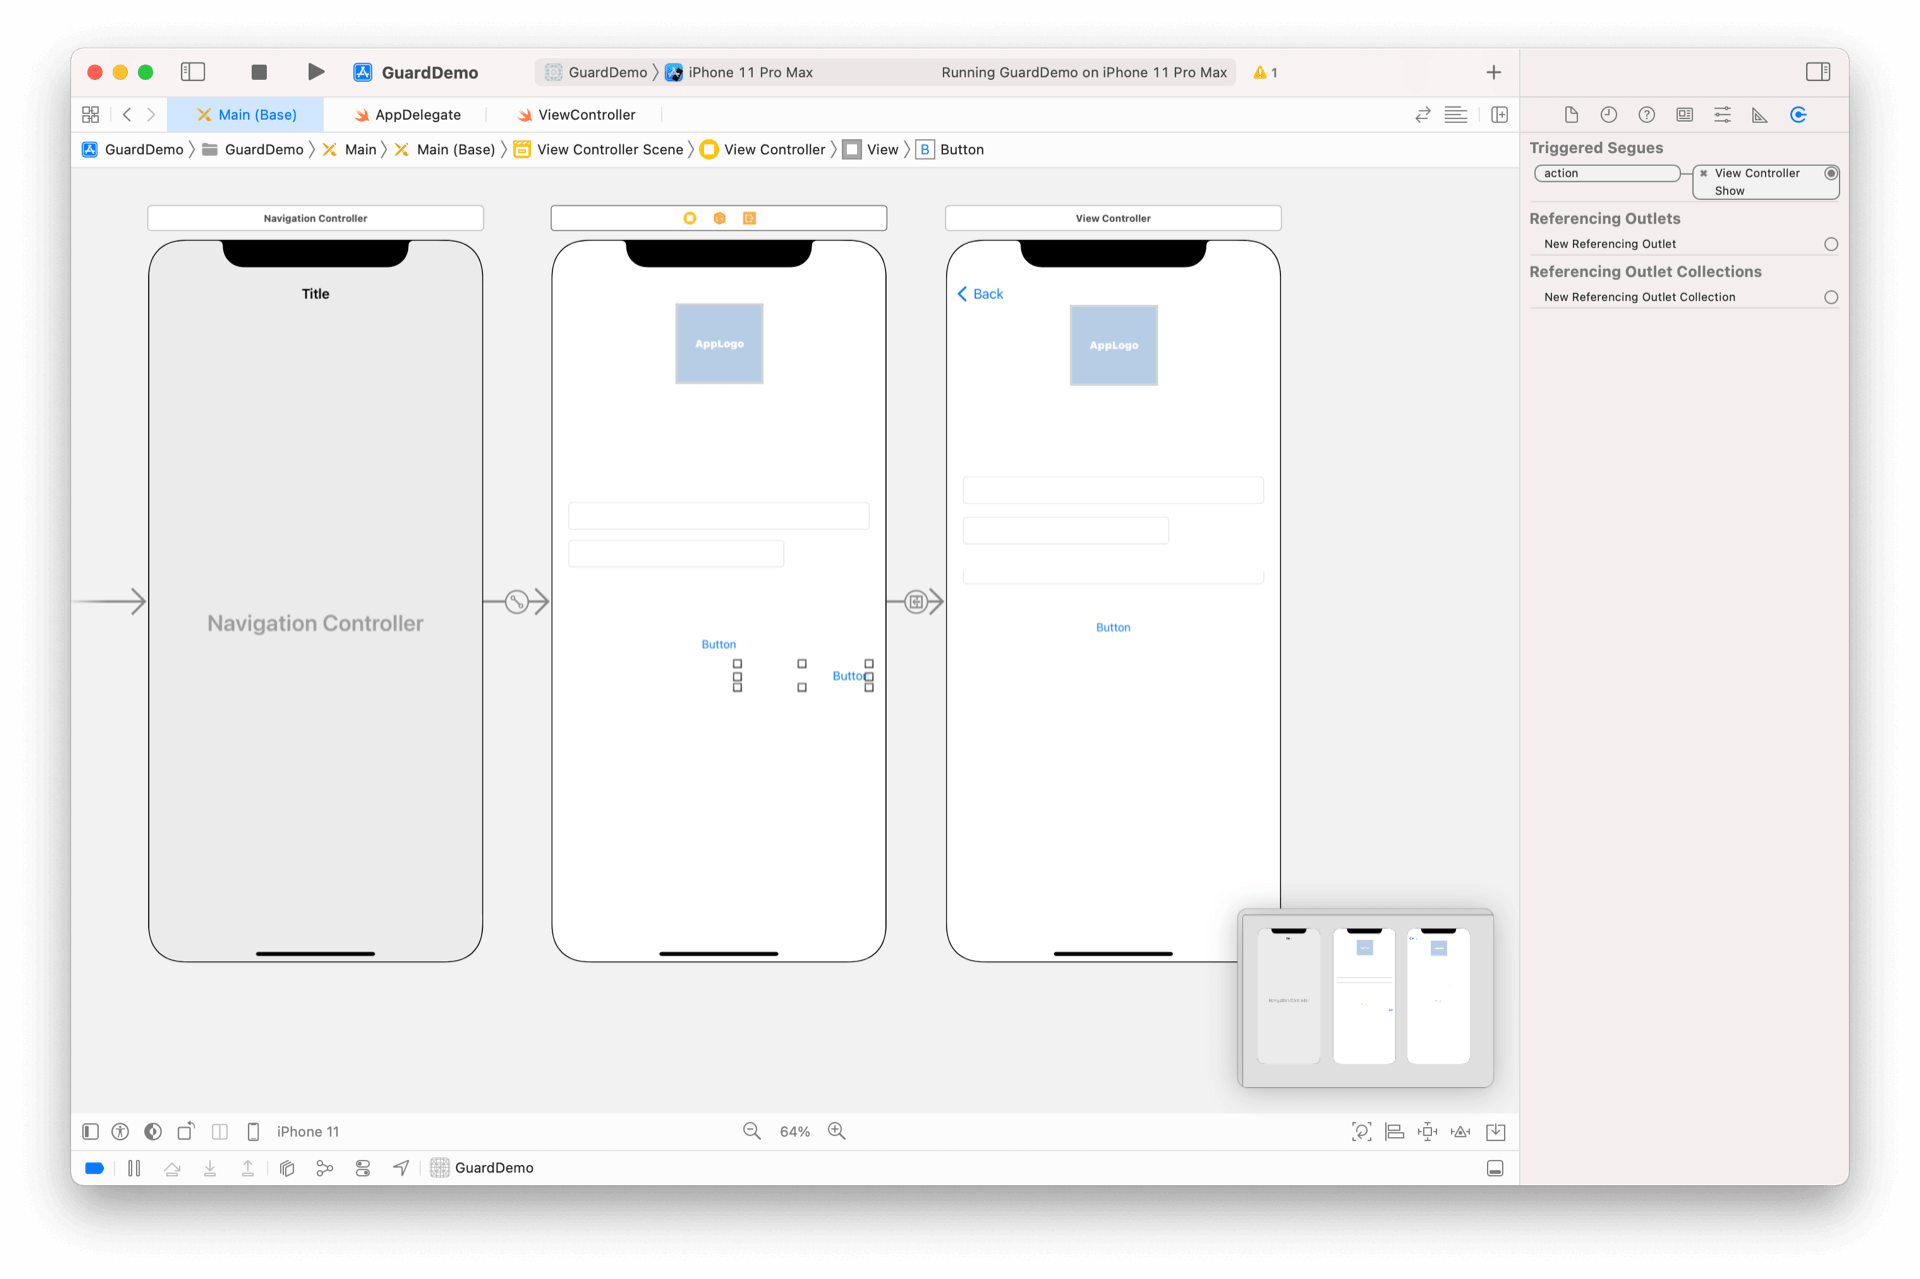 GuardDemo
GuardDemo
iPhone 11 Pro Max
Running GuardDemo on iPhone 11 Pro Max
1
Main (Base)
AppDelegate
ViewController
GuardDemo
GuardDemo
Main
Main (Base)
View Controller Scene
View Controller
View
B
Button
Triggered Segues
action
View Controller
Show
Referencing Outlets
New Referencing Outlet
Referencing Outlet Collections
New Referencing Outlet Collection
Navigation Controller
View Controller
Title
Back
AppLogo
AppLogo
Navigation Controller
Button
Button
Button
iPhone 11
64%
GuardDemo